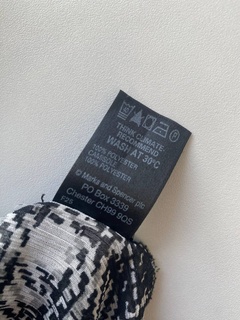 P
THINK CLIMATE-
RECOMMEND
WASH AT 30°C
100% POLYESTER
CAMISOLE
100% POLYESTER
© Marks and Spencer plc
PO Box 3339
Chester CH99 9QS